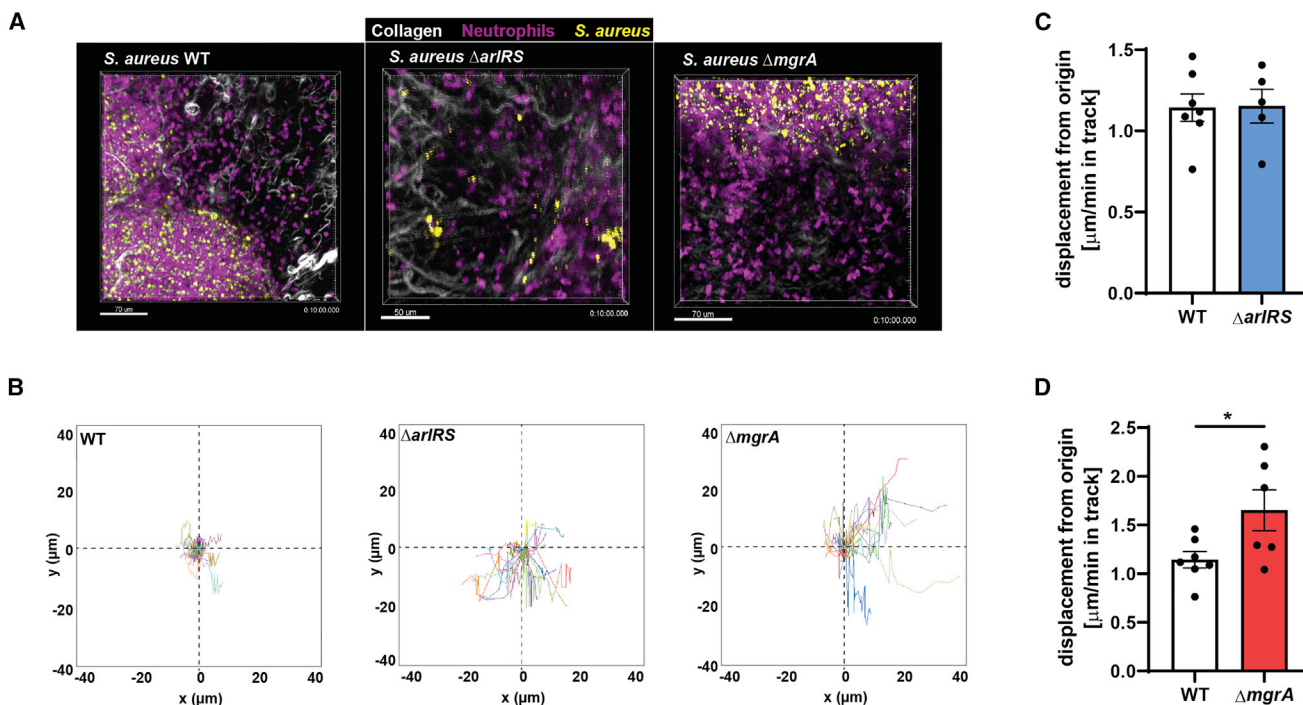 A
Collagen Neutrophils S. aureus
S. aureus WT
S. aureus ΔarlRS
S. aureus ΔmgrA
70 um
0:10:00.000
50 um
0:10:00.000
70 um
0:10:00.000
B
WT
40
20
0
-20
-40
y (µm)
-40 -20 0 20 40
x (µm)
ΔarlRS
40
20
0
-20
-40
y (µm)
-40 -20 0 20 40
x (µm)
ΔmgrA
40
20
0
-20
-40
y (µm)
-40 -20 0 20 40
x (µm)
C
displacement from origin
[µm/min in track]
1.5
1.0
0.5
0.0
WT ΔarlRS
D
displacement from origin
[µm/min in track]
*
2.5
2.0
1.5
1.0
0.5
0.0
WT ΔmgrA